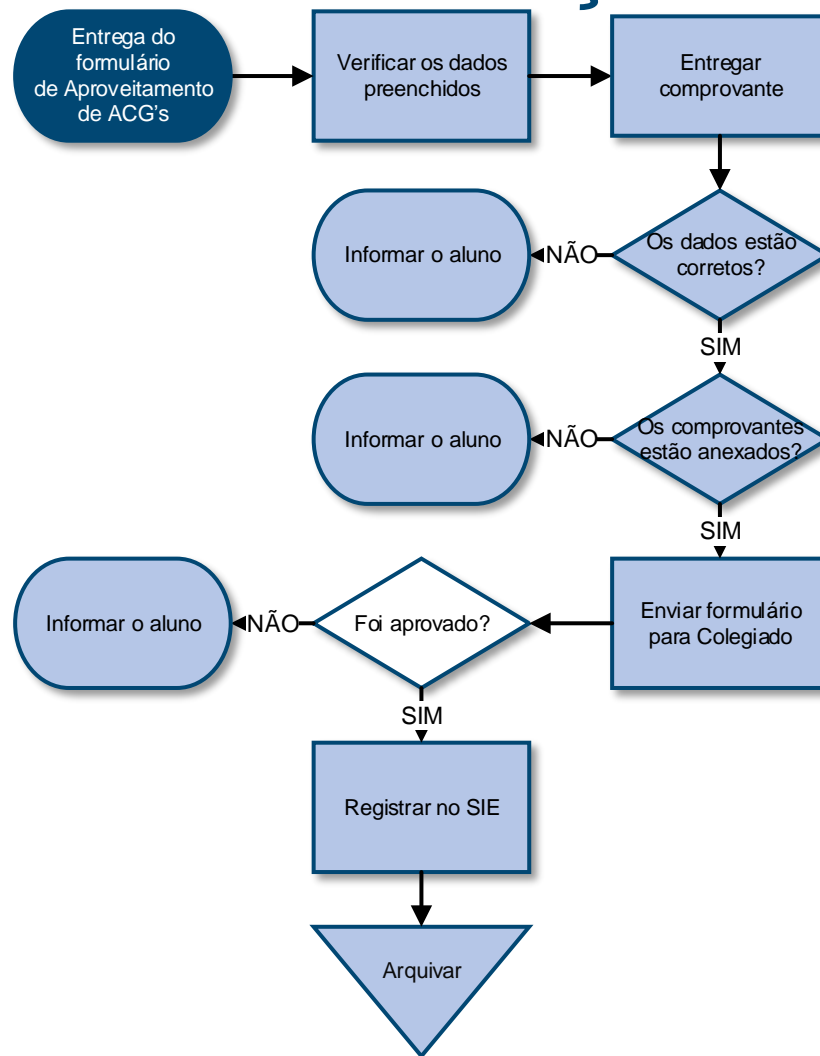 Entrega do
formulário
de Aproveitamento
de ACG's
Verificar os dados
preenchidos
Entregar
comprovante
Informar o aluno
NÃO
Os dados estão
corretos?
SIM
Informar o aluno
NÃO
Os comprovantes
estão anexados?
SIM
Informar o aluno
NÃO
Foi aprovado?
Enviar formulário
para Colegiado
SIM
Registrar no SIE
Arquivar